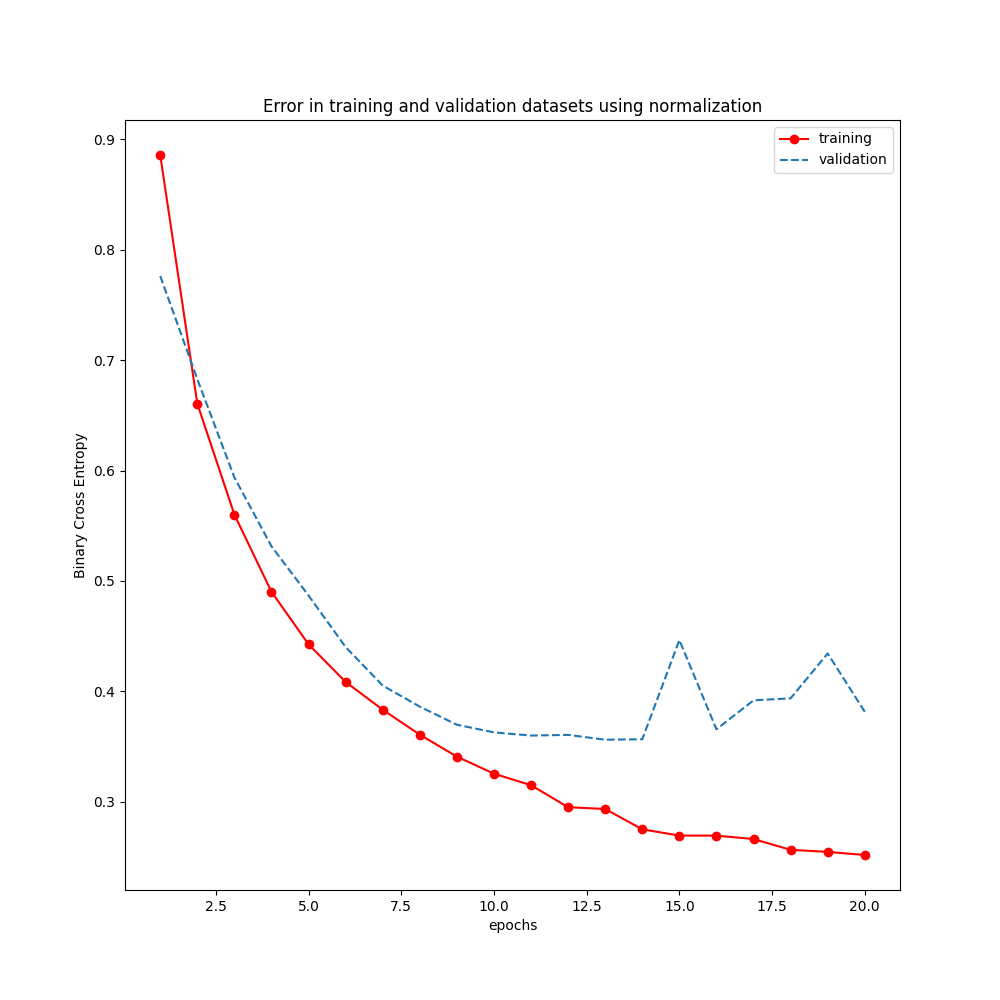 Error in training and validation datasets using normalization
training
validation
0.9
0.8
0.7
0.6
0.5
0.4
0.3
Binary Cross Entropy
2.5 5.0 7.5 10.0 12.5 15.0 17.5 20.0
epochs